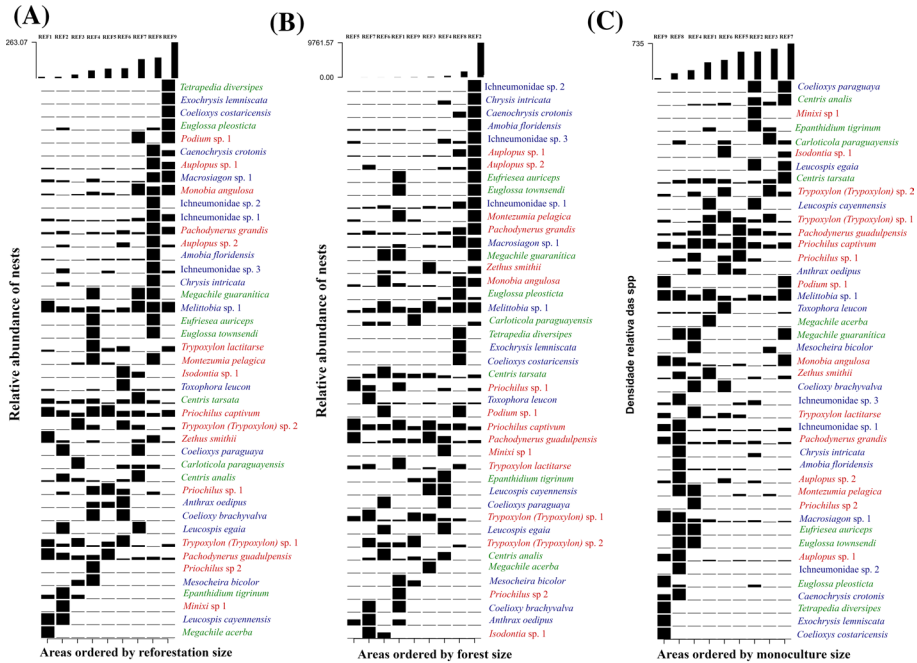 (A)
REF1 REF2 REF3 REF4 REF5 REF6 REF7 REF8 REF9
263.07
Relative abundance of nests
Tetrapedia diversipes
Exochrysis lemniscata
Coelioxys costaricensis
Euglossa pleosticta
Podium sp. 1
Caenochrysis crotonis
Auplopus sp. 1
Macrosiagon sp. 1
Monobia angulosa
Ichneumonidae sp. 2
Ichneumonidae sp. 1
Pachodynerus grandis
Auplopus sp. 2
Amobia floridensis
Ichneumonidae sp. 3
Chrysis intricata
Megachile guaranitica
Melittobia sp. 1
Eufriesea auriceps
Euglossa townsendi
Trypoxylon lactitarse
Montezumia pelagica
Isodontia sp. 1
Toxophora leucon
Centris tarsata
Priochilus captivum
Trypoxylon (Trypoxylon) sp. 2
Zethus smithii
Coelioxys paraguaya
Carloticola paraguayensis
Centris analis
Priochilus sp. 1
Anthrax oedipus
Coelioxy brachyvalva
Leucospis egaia
Trypoxylon (Trypoxylon) sp. 1
Pachodynerus guadulpensis
Priochilus sp 2
Mesocheira bicolor
Epanthidium tigrinum
Minixi sp 1
Leucospis cayennensis
Megachile acerba
Areas ordered by reforestation size
(B)
REF5 REF7 REF6 REF1 REF9 REF3 REF4 REF8 REF2
9761.57
0.00
Relative abundance of nests
Ichneumonidae sp. 2
Chrysis intricata
Caenochrysis crotonis
Amobia floridensis
Ichneumonidae sp. 3
Auplopus sp. 1
Auplopus sp. 2
Eufriesea auriceps
Euglossa townsendi
Ichneumonidae sp. 1
Montezumia pelagica
Pachodynerus grandis
Macrosiagon sp. 1
Megachile guaranitica
Zethus smithii
Monobia angulosa
Euglossa pleosticta
Melittobia sp. 1
Carloticola paraguayensis
Tetrapedia diversipes
Exochrysis lemniscata
Coelioxys costaricensis
Centris tarsata
Priochilus sp. 1
Toxophora leucon
Podium sp. 1
Priochilus captivum
Pachodynerus guadulpensis
Minixi sp 1
Trypoxylon lactitarse
Epanthidium tigrinum
Leucospis cayennensis
Coelioxys paraguaya
Trypoxylon (Trypoxylon) sp. 1
Leucospis egaia
Trypoxylon (Trypoxylon) sp. 2
Centris analis
Megachile acerba
Mesocheira bicolor
Priochilus sp 2
Coelioxy brachyvalva
Anthrax oedipus
Isodontia sp. 1
Areas ordered by forest size
(C)
REF9 REF8 REF4 REF1 REF6 REF5 REF2 REF3 REF7
735
Densidade relativa das spp
Coelioxys paraguaya
Centris analis
Minixi sp 1
Epanthidium tigrinum
Carloticola paraguayensis
Isodontia sp. 1
Leucospis egaia
Centris tarsata
Trypoxylon (Trypoxylon) sp. 2
Leucospis cayennensis
Trypoxylon (Trypoxylon) sp. 1
Pachodynerus guadulpensis
Priochilus captivum
Priochilus sp. 1
Anthrax oedipus
Podium sp. 1
Melittobia sp. 1
Toxophora leucon
Megachile acerba
Megachile guaranitica
Mesocheira bicolor
Monobia angulosa
Zethus smithii
Coelioxy brachyvalva
Ichneumonidae sp. 3
Trypoxylon lactitarse
Ichneumonidae sp. 1
Pachodynerus grandis
Chrysis intricata
Amobia floridensis
Auplopus sp. 2
Montezumia pelagica
Priochilus sp 2
Macrosiagon sp. 1
Eufriesea auriceps
Euglossa townsendi
Auplopus sp. 1
Ichneumonidae sp. 2
Euglossa pleosticta
Caenochrysis crotonis
Tetrapedia diversipes
Exochrysis lemniscata
Coelioxys costaricensis
Areas ordered by monoculture size